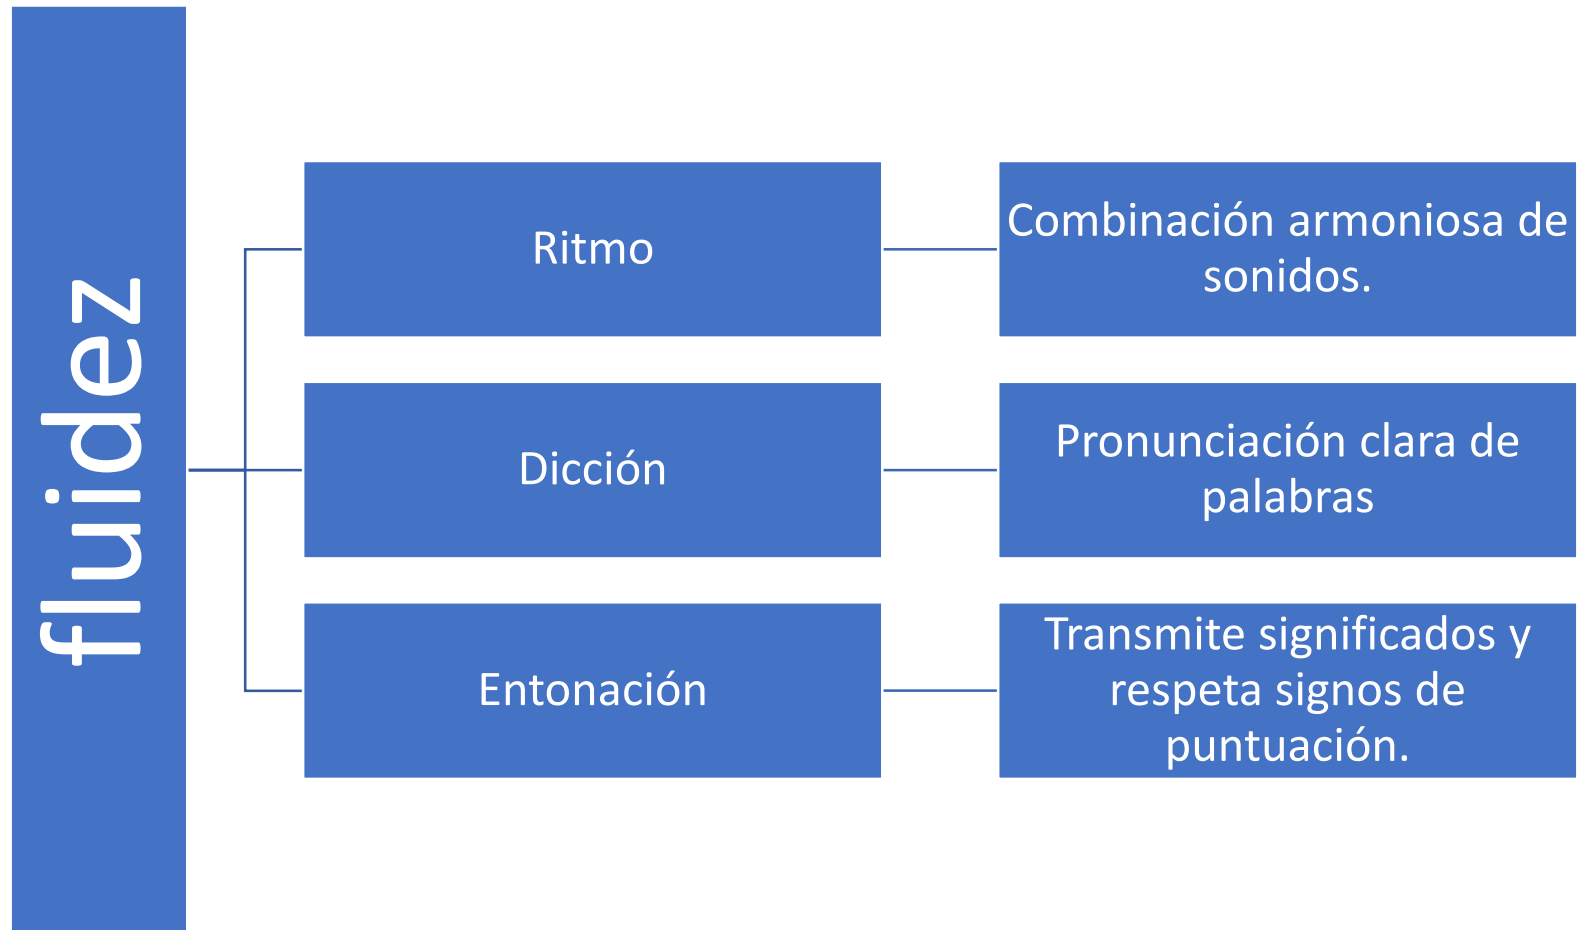 fluidez
Ritmo
Combinación armoniosa de
sonidos.
Dicción
Pronunciación clara de
palabras
Entonación
Transmite significados y
respeta signos de
puntuación.